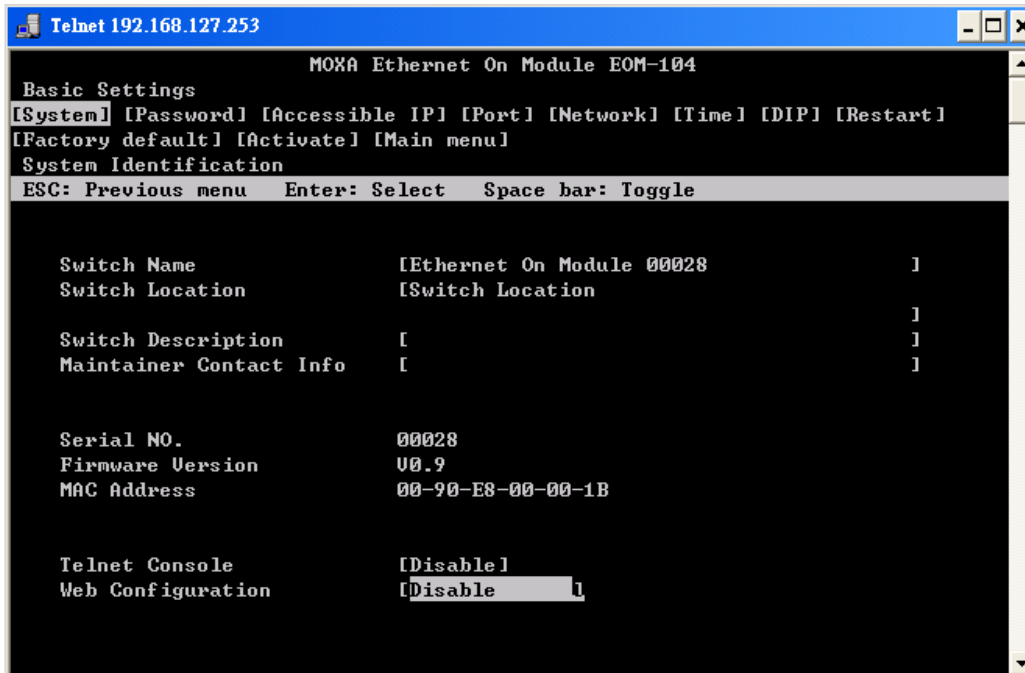 Telnet 192.168.127.253
MOXA Ethernet On Module EOM-104
Basic Settings
[System] [Password] [Accessible IP] [Port] [Network] [Time] [DIP] [Restart]
[Factory default] [Activate] [Main menu]
System Identification
ESC: Previous menu   Enter: Select   Space bar: Toggle
Switch Name [Ethernet On Module 00028 ]
Switch Location [Switch Location
]
Switch Description [ ]
Maintainer Contact Info [ ]
Serial NO. 00028
Firmware Version V0.9
MAC Address 00-90-E8-00-00-1B
Telnet Console [Disable]
Web Configuration [Disable ]